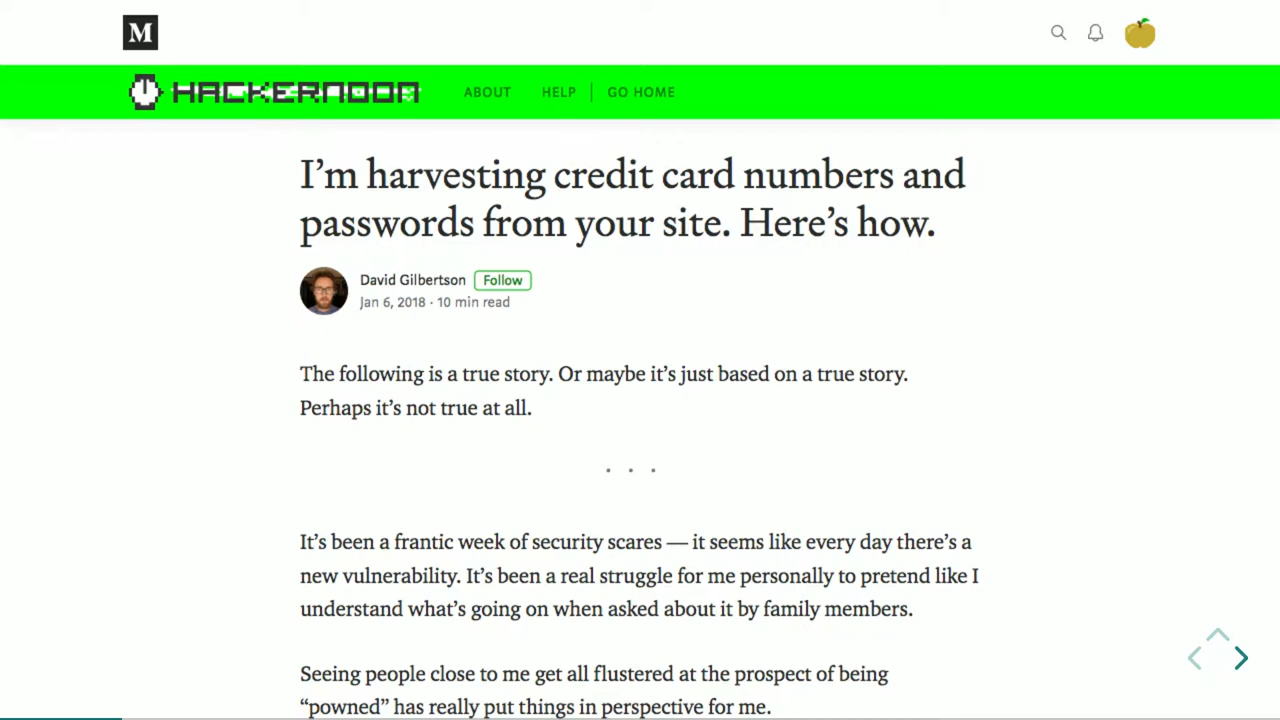 M
HACKERNOON
ABOUT
HELP
GO HOME
I’m harvesting credit card numbers and
passwords from your site. Here’s how.
David Gilbertson
Follow
Jan 6, 2018 · 10 min read
The following is a true story. Or maybe it’s just based on a true story.
Perhaps it’s not true at all.
. . .
It’s been a frantic week of security scares — it seems like every day there’s a
new vulnerability. It’s been a real struggle for me personally to pretend like I
understand what’s going on when asked about it by family members.
Seeing people close to me get all flustered at the prospect of being
“powned” has really put things in perspective for me.